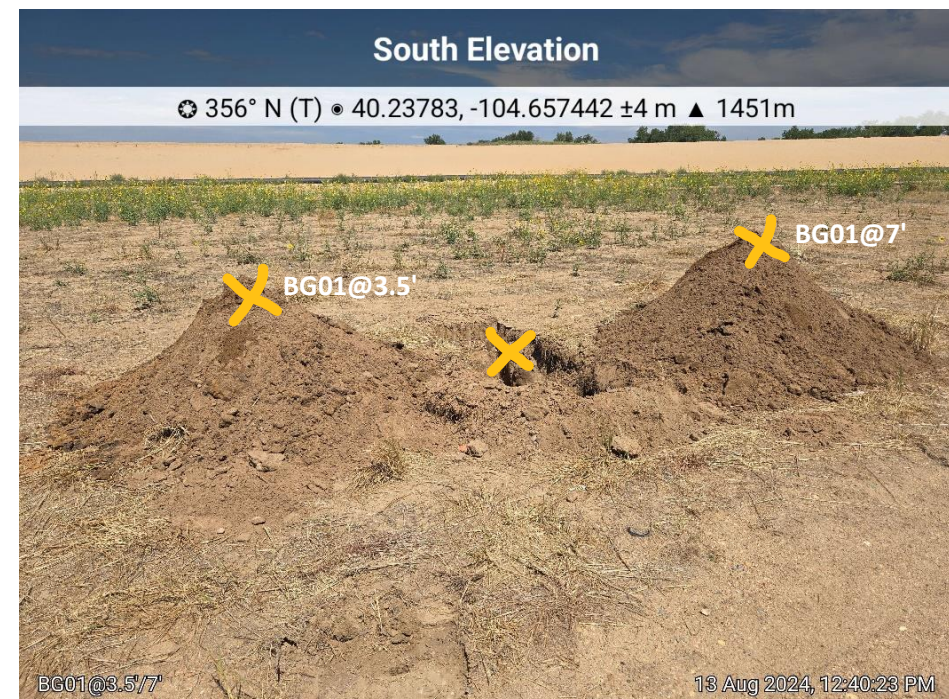 South Elevation
356° N (T) ◉ 40.23783, -104.657442 ±4 m ▲ 1451m
BG01@7'
BG01@3.5'
BG01@3.5'/7'
13 Aug 2024, 12:40:23 PM